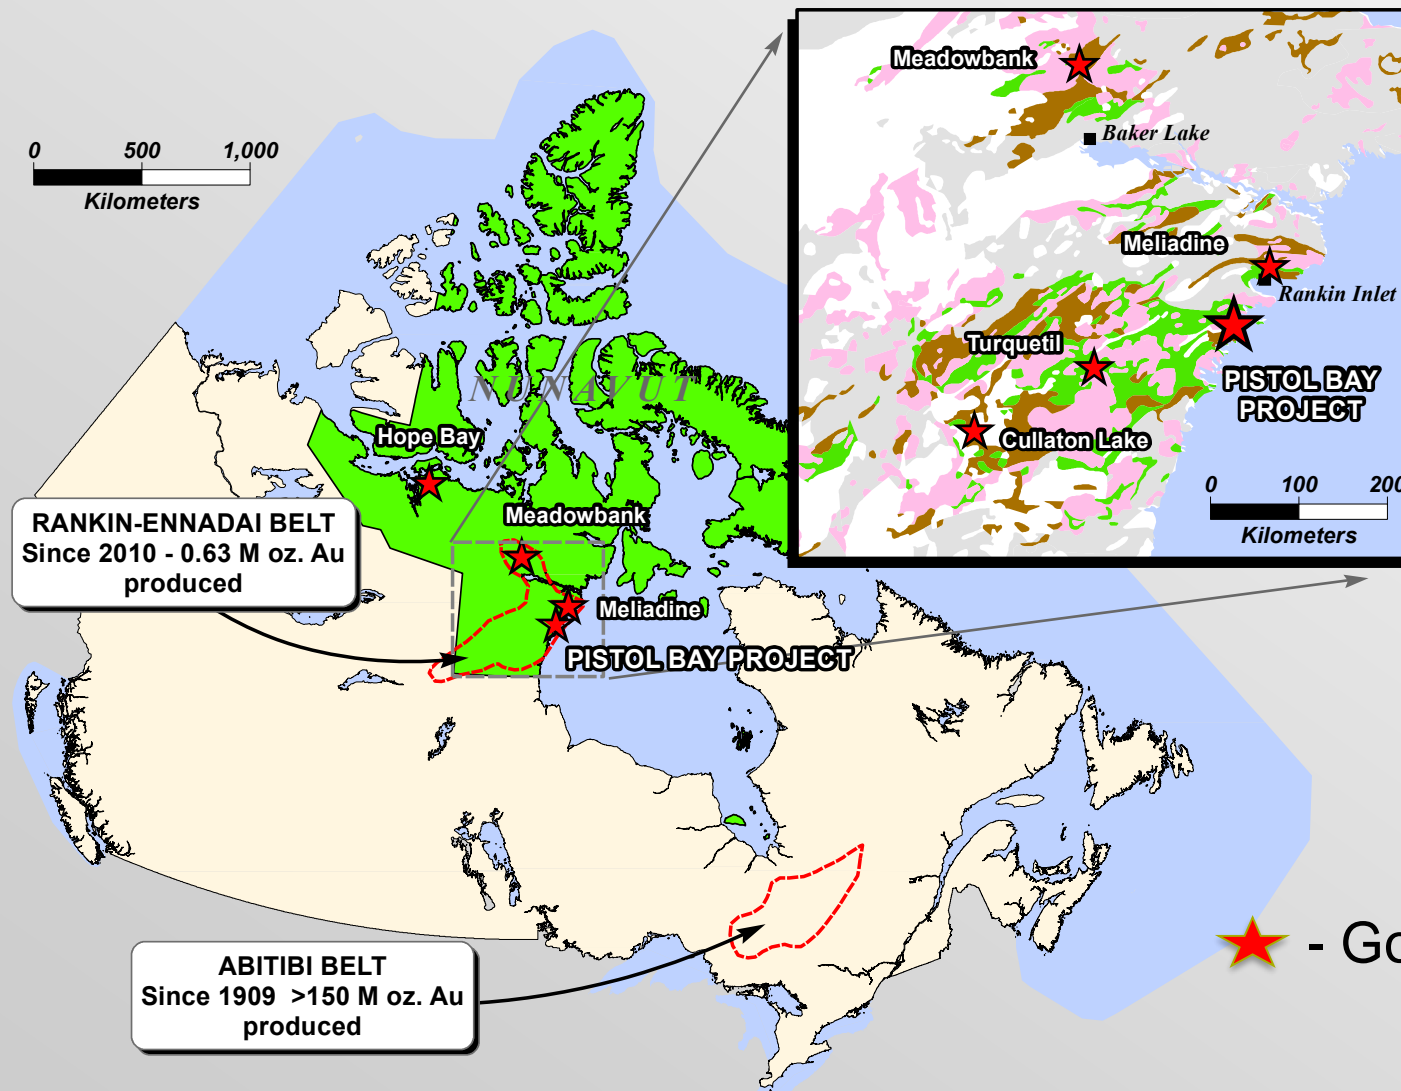 0 500 1,000
Kilometers
NUNAVUT
Hope Bay
Meadowbank
Meliadine
PISTOL BAY PROJECT
RANKIN-ENNADAI BELT
Since 2010 - 0.63 M oz. Au
produced
ABITIBI BELT
Since 1909 >150 M oz. Au
produced
Meadowbank
Baker Lake
Meliadine
Rankin Inlet
Turquetil
PISTOL BAY
PROJECT
Cullaton Lake
0 100 200
Kilometers
- Go